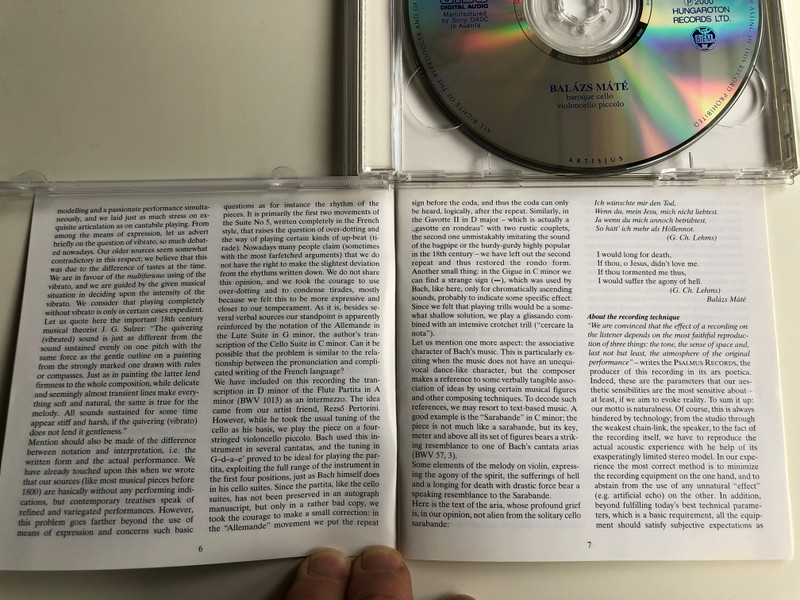 DIGITAL AUDIO
Manufactured
by Sony DADC
in Austria
℗ 2000
HUNGAROTON
RECORDS LTD.
BIEM
BALÁZS MÁTÉ
baroque cello
violoncello piccolo
ARTISJUS
modelling and a passionate performance simulta-
neously, and we laid just as much stress on ex-
quisite articulation as on cantabile playing. From
among the means of expression, let us advert
briefly on the question of vibrato, so much debat-
ed nowadays. Our older sources seem somewhat
contradictory in this respect; we believe that this
was due to the difference of tastes at the time.
We are in favour of the multifarious using of the
vibrato, and we are guided by the given musical
situation in deciding upon the intensity of the
vibrato. We consider that playing completely
without vibrato is only in certain cases expedient.
Let us quote here the important 18th century
musical theorist J. G. Sulzer: "The quivering
(vibrated) sound is just as different from the
sound sustained evenly on one pitch with the
same force as the gentle outline on a painting
from the strongly marked one drawn with rules
or compasses. Just as in painting the latter lend
firmness to the whole composition, while delicate
and seemingly almost transient lines make every-
thing soft and natural, the same is true for the
melody. All sounds sustained for some time
appear stiff and harsh, if the quivering (vibrato)
does not lend it gentleness."
Mention should also be made of the difference
between notation and interpretation, i.e. the
written form and the actual performance. We
have already touched upon this when we wrote
that our sources (like most musical pieces before
1800) are basically without any performing indi-
cations, but contemporary treatises speak of
refined and variegated performances. However,
this problem goes farther beyond the use of
means of expression and concerns such basic
questions as for instance the rhythm of the
pieces. It is primarily the first two movements of
the Suite No 5, written completely in the French
style, that raises the question of over-dotting and
the way of playing certain kinds of up-beat (ti-
rade). Nowadays many people claim (sometimes
with the most farfetched arguments) that we do
not have the right to make the slightest deviation
from the rhythms written down. We do not share
this opinion, and we took the courage to use
over-dotting and to condense tirades, mostly
because we felt this to be more expressive and
closer to our temperament. As it is, besides se-
veral verbal sources our standpoint is apparently
reinforced by the notation of the Allemande in
the Lute Suite in G minor, the author's tran-
scription of the Cello Suite in C minor. Can it be
possible that the problem is similar to the rela-
tionship between the pronunciation and compli-
cated writing of the French language?
We have included on this recording the tran-
scription in D minor of the Flute Partita in A
minor (BWV 1013) as an intermezzo. The idea
came from our artist friend, Rezső Pertorini.
However, while he took the usual tuning of the
cello as his basis, we play the piece on a four-
stringed violoncello piccolo. Bach used this in-
strument in several cantatas, and the tuning in
G–d–a–e' proved to be ideal for playing the par-
tita, exploiting the full range of the instrument in
the first four positions, just as Bach himself does
in his cello suites. Since the partita, like the cello
suites, has not been preserved in an autograph
manuscript, but only in a rather bad copy, we
took the courage to make a small correction: in
the "Allemande" movement we put the repeat
6
sign before the coda, and thus the coda can only
be heard, logically, after the repeat. Similarly, in
the Gavotte II in D major – which is actually a
„gavotte en rondeau" with two rustic couplets,
the second one unmistakably imitating the sound
of the bagpipe or the hurdy-gurdy highly popular
in the 18th century – we have left out the second
repeat and thus restored the rondo form.
Another small thing: in the Gigue in C minor we
can find a strange sign (∼), which was used by
Bach, like here, only for chromatically ascending
sounds, probably to indicate some specific effect.
Since we felt that playing trills would be a some-
what shallow solution, we play a glissando com-
bined with an intensive crotchet trill ("cercare la
nota").
Let us mention one more aspect: the associative
character of Bach's music. This is particularly ex-
citing when the music does not have an unequi-
vocal dance-like character, but the composer
makes a reference to some verbally tangible asso-
ciation of ideas by using certain musical figures
and other composing techniques. To decode such
references, we may resort to text-based music. A
good example is the "Sarabande" in C minor; the
piece is not much like a sarabande, but its key,
meter and above all its set of figures bears a strik-
ing resemblance to one of Bach's cantata arias
(BWV 57, 3).
Some elements of the melody on violin, express-
ing the agony of the spirit, the sufferings of hell
and a longing for death with drastic force bear a
speaking resemblance to the Sarabande.
Here is the text of the aria, whose profound grief
is, in our opinion, not alien from the solitary cello
sarabande:
Ich wünschte mir den Tod,
Wenn du, mein Jesu, mich nicht liebtest.
Ja wenn du mich annoch betrübtest,
So hätt' ich mehr als Höllennot.
(G. Ch. Lehms)
I would long for death,
If thou, o Jesus, didn't love me.
If thou tormented me thus,
I would suffer the agony of hell.
(G. Ch. Lehms)
Balázs Máté
About the recording technique
"We are convinced that the effect of a recording on
the listener depends on the most faithful reproduc-
tion of three things: the tone, the sense of space and,
last not but least, the atmosphere of the original
performance" – writes the PSALMUS RECORDS, the
producer of this recording in its ars poetica.
Indeed, these are the parameters that our aes-
thetic sensibilities are the most sensitive about –
at least, if we aim to evoke reality. To sum it up:
our motto is naturalness. Of course, this is always
hindered by technology; from the studio through
the weakest chain-link, the speaker, to the fact of
the recording itself, we have to reproduce the
actual acoustic experience with he help of its
exasperatingly limited stereo model. In our expe-
rience the most correct method is to minimize
the recording equipment on the one hand, and to
abstain from the use of any unnatural "effect"
(e.g. artificial echo) on the other. In addition,
beyond fulfilling today's best technical parame-
ters, which is a basic requirement, all the equip-
ment should satisfy subjective expectations as
7